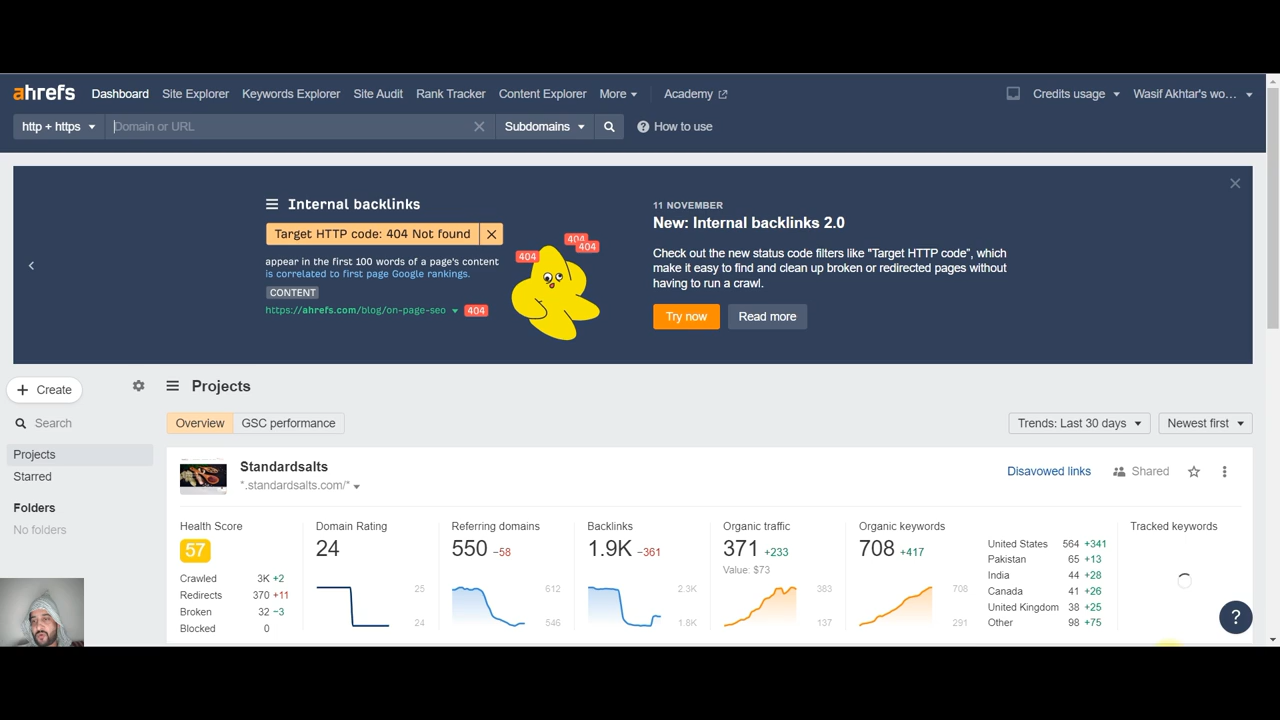 ahrefs Dashboard Site Explorer Keywords Explorer Site Audit Rank Tracker Content Explorer More Academy Credits usage Wasif Akhtar's wo...
http + https Domain or URL Subdomains How to use
Internal backlinks
Target HTTP code: 404 Not found
404
404
404
appear in the first 100 words of a page's content
is correlated to first page Google rankings.
CONTENT
https://ahrefs.com/blog/on-page-seo 404
11 NOVEMBER
New: Internal backlinks 2.0
Check out the new status code filters like "Target HTTP code", which
make it easy to find and clean up broken or redirected pages without
having to run a crawl.
Try now Read more
+ Create
Search
Projects
Starred
Folders
No folders
Projects
Overview GSC performance Trends: Last 30 days Newest first
Standardsalts
*.standardsalts.com/*
Disavowed links Shared
Health Score
57
Crawled 3K +2
Redirects 370 +11
Broken 32 −3
Blocked 0
Domain Rating
24
25
24
Referring domains
550 −58
612
546
Backlinks
1.9K −361
2.3K
1.8K
Organic traffic
371 +233
Value: $73
383
137
Organic keywords
708 +417
708
291
United States 564 +341
Pakistan 65 +13
India 44 +28
Canada 41 +26
United Kingdom 38 +25
Other 98 +75
Tracked keywords
?